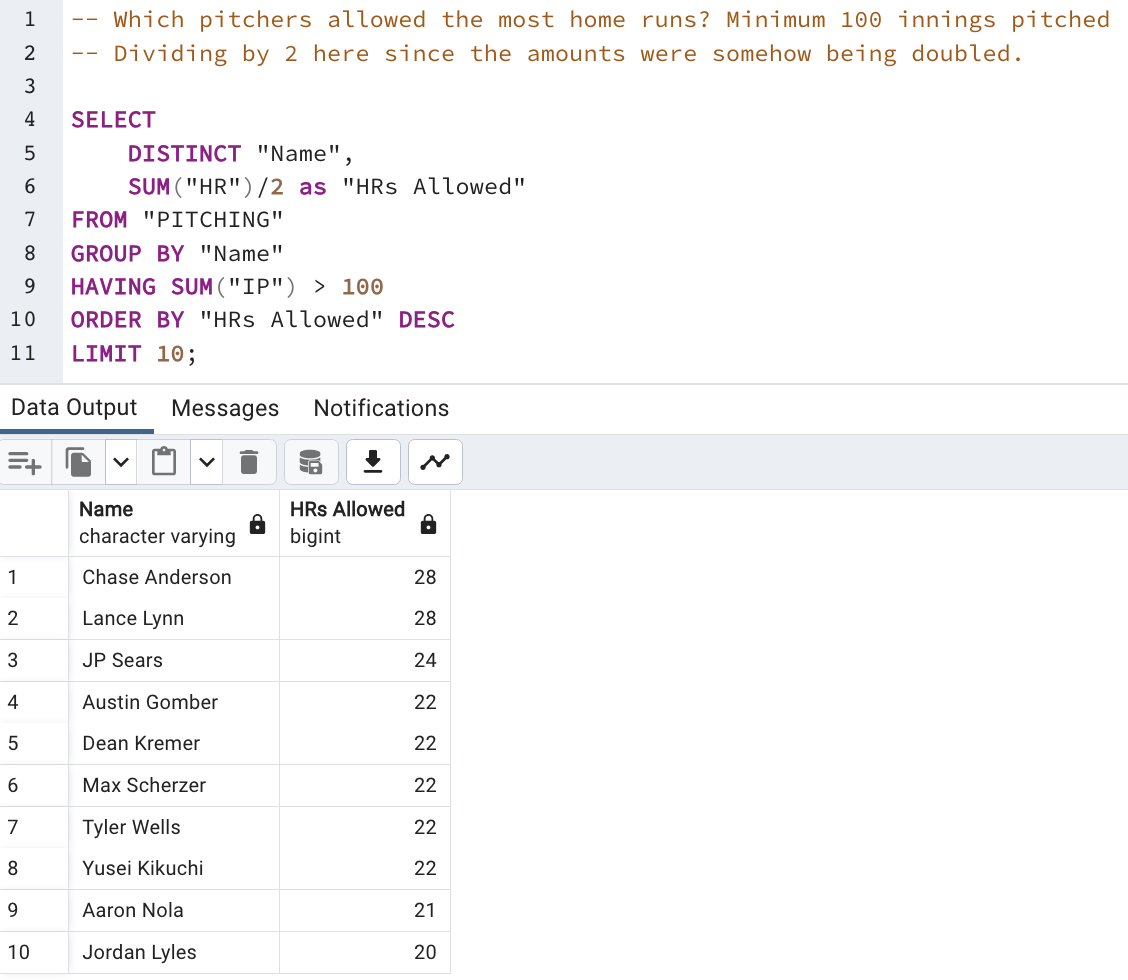 1 -- Which pitchers allowed the most home runs? Minimum 100 innings pitched
2 -- Dividing by 2 here since the amounts were somehow being doubled.
3
4 SELECT
5     DISTINCT "Name",
6     SUM("HR")/2 as "HRs Allowed"
7 FROM "PITCHING"
8 GROUP BY "Name"
9 HAVING SUM("IP") > 100
10 ORDER BY "HRs Allowed" DESC
11 LIMIT 10;
Data Output Messages Notifications
Name HRs Allowed
character varying bigint
1 Chase Anderson 28
2 Lance Lynn 28
3 JP Sears 24
4 Austin Gomber 22
5 Dean Kremer 22
6 Max Scherzer 22
7 Tyler Wells 22
8 Yusei Kikuchi 22
9 Aaron Nola 21
10 Jordan Lyles 20